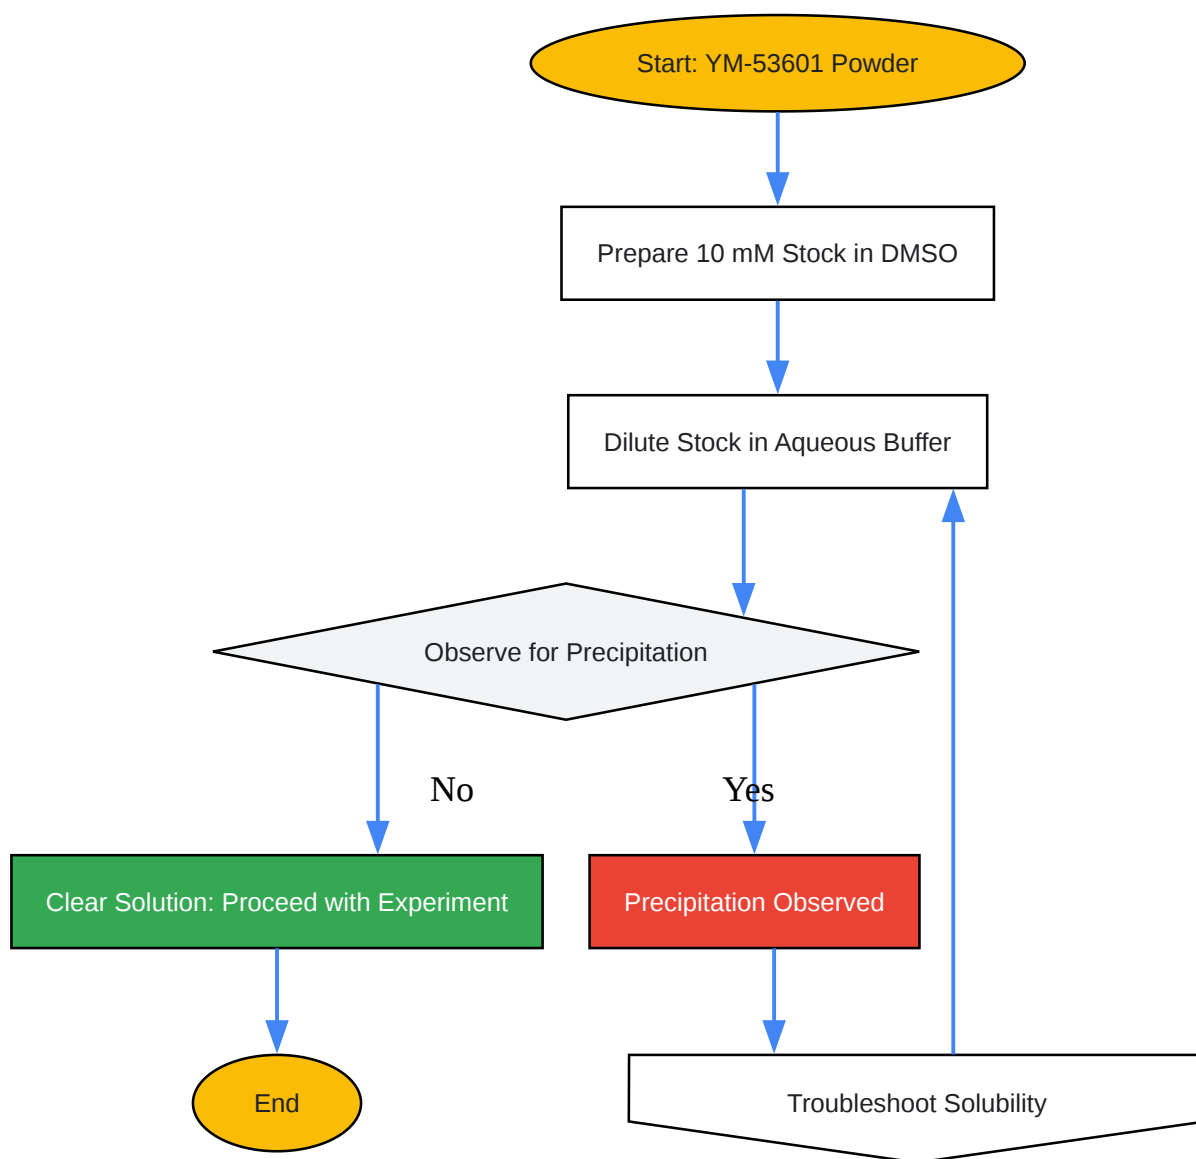 Start: YM-53601 Powder
Prepare 10 mM Stock in DMSO
Dilute Stock in Aqueous Buffer
Observe for Precipitation
No
Yes
Clear Solution: Proceed with Experiment
Precipitation Observed
End
Troubleshoot Solubility